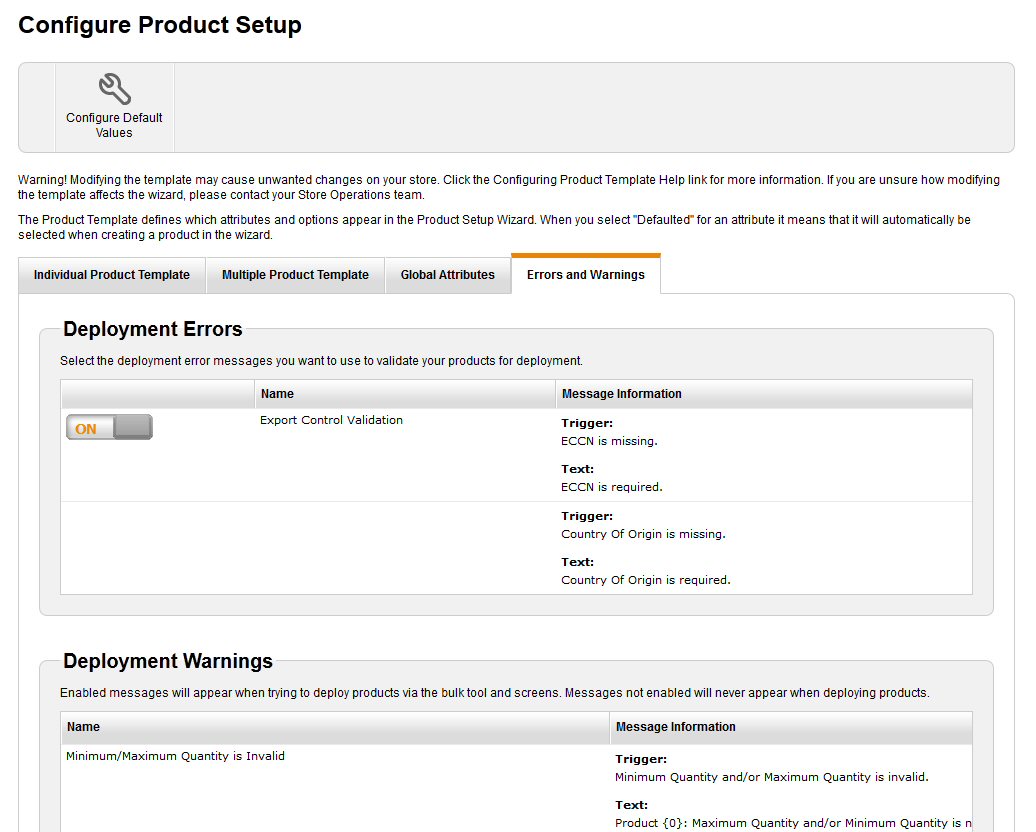 Configure Product Setup
Configure Default
Values
Warning! Modifying the template may cause unwanted changes on your store. Click the Configuring Product Template Help link for more information. If you are unsure how modifying
the template affects the wizard, please contact your Store Operations team.
The Product Template defines which attributes and options appear in the Product Setup Wizard. When you select "Defaulted" for an attribute it means that it will automatically be
selected when creating a product in the wizard.
Individual Product Template
Multiple Product Template
Global Attributes
Errors and Warnings
Deployment Errors
Select the deployment error messages you want to use to validate your products for deployment.
Name
Message Information
ON
Export Control Validation
Trigger:
ECCN is missing.
Text:
ECCN is required.
Trigger:
Country Of Origin is missing.
Text:
Country Of Origin is required.
Deployment Warnings
Enabled messages will appear when trying to deploy products via the bulk tool and screens. Messages not enabled will never appear when deploying products.
Name
Message Information
Minimum/Maximum Quantity is Invalid
Trigger:
Minimum Quantity and/or Maximum Quantity is invalid.
Text:
Product {0}: Maximum Quantity and/or Minimum Quantity is n